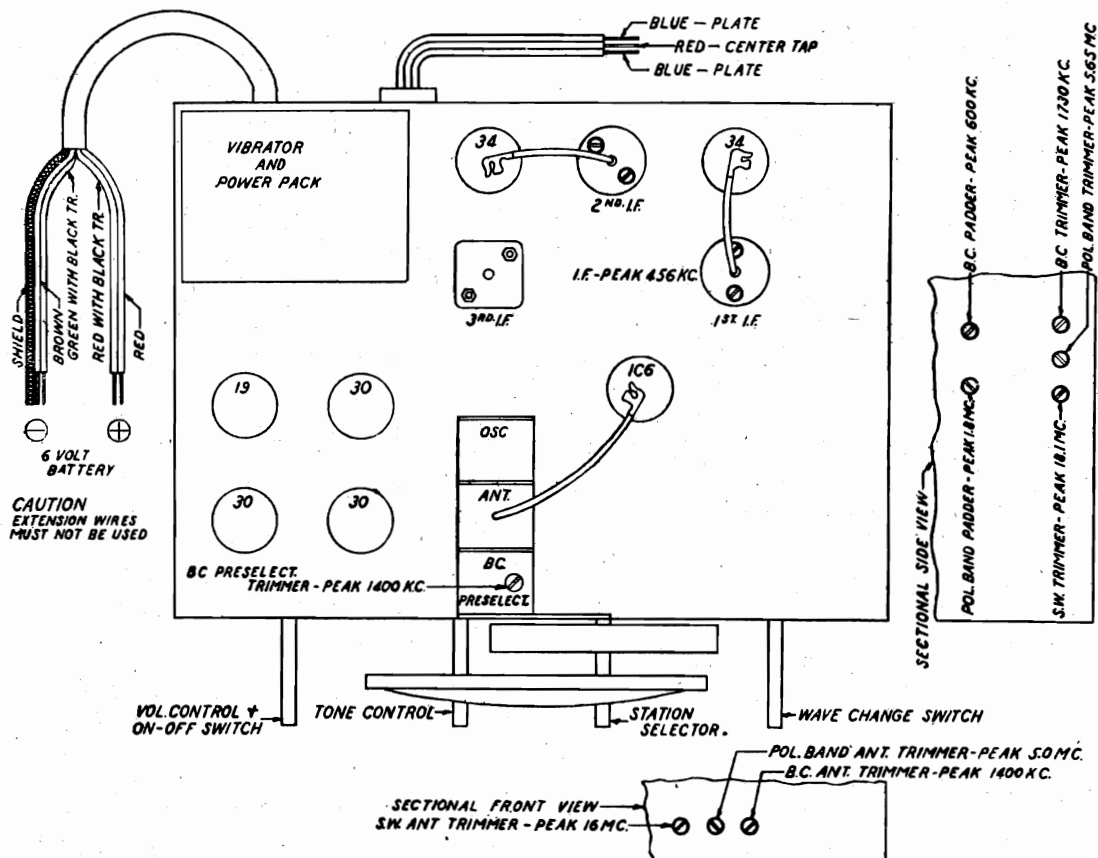 BLUE - PLATE
RED - CENTER TAP
BLUE - PLATE
VIBRATOR
AND
POWER PACK
34
2ND. I.F.
34
3RD. I.F.
I.F. - PEAK 456 KC.
1ST. I.F.
SHIELD
BROWN
GREEN WITH BLACK TR.
RED WITH BLACK TR.
RED
6 VOLT
BATTERY
CAUTION
EXTENSION WIRES
MUST NOT BE USED
19
30
1C6
30
30
OSC
ANT.
B.C.
PRESELECT.
B.C PRESELECT.
TRIMMER - PEAK 1400 K.C.
VOL. CONTROL +
ON-OFF SWITCH
TONE CONTROL
STATION
SELECTOR.
WAVE CHANGE SWITCH
B.C. PADDER - PEAK 600 KC.
B.C TRIMMER - PEAK 1730 KC.
POL. BAND TRIMMER - PEAK 5.65 MC
POL. BAND PADDER - PEAK 1.8 MC.
S.W. TRIMMER - PEAK 18.1 MC.
SECTIONAL SIDE VIEW
POL. BAND ANT. TRIMMER - PEAK 5.0 MC.
B.C. ANT. TRIMMER - PEAK 1400 KC.
SECTIONAL FRONT VIEW
S.W. ANT TRIMMER - PEAK 16 MC.